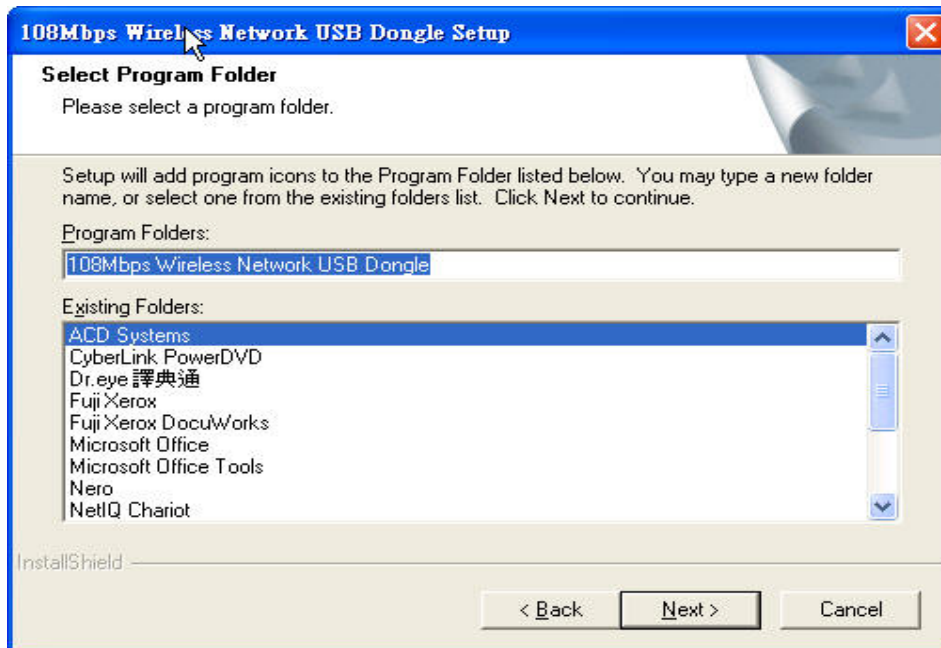 108Mbps Wireless Network USB Dongle Setup
Select Program Folder
Please select a program folder.
Setup will add program icons to the Program Folder listed below.  You may type a new folder
name, or select one from the existing folders list.  Click Next to continue.
Program Folders:
108Mbps Wireless Network USB Dongle
Existing Folders:
ACD Systems
CyberLink PowerDVD
Dr.eye 譯典通
Fuji Xerox
Fuji Xerox DocuWorks
Microsoft Office
Microsoft Office Tools
Nero
NetIQ Chariot
InstallShield
< Back
Next >
Cancel